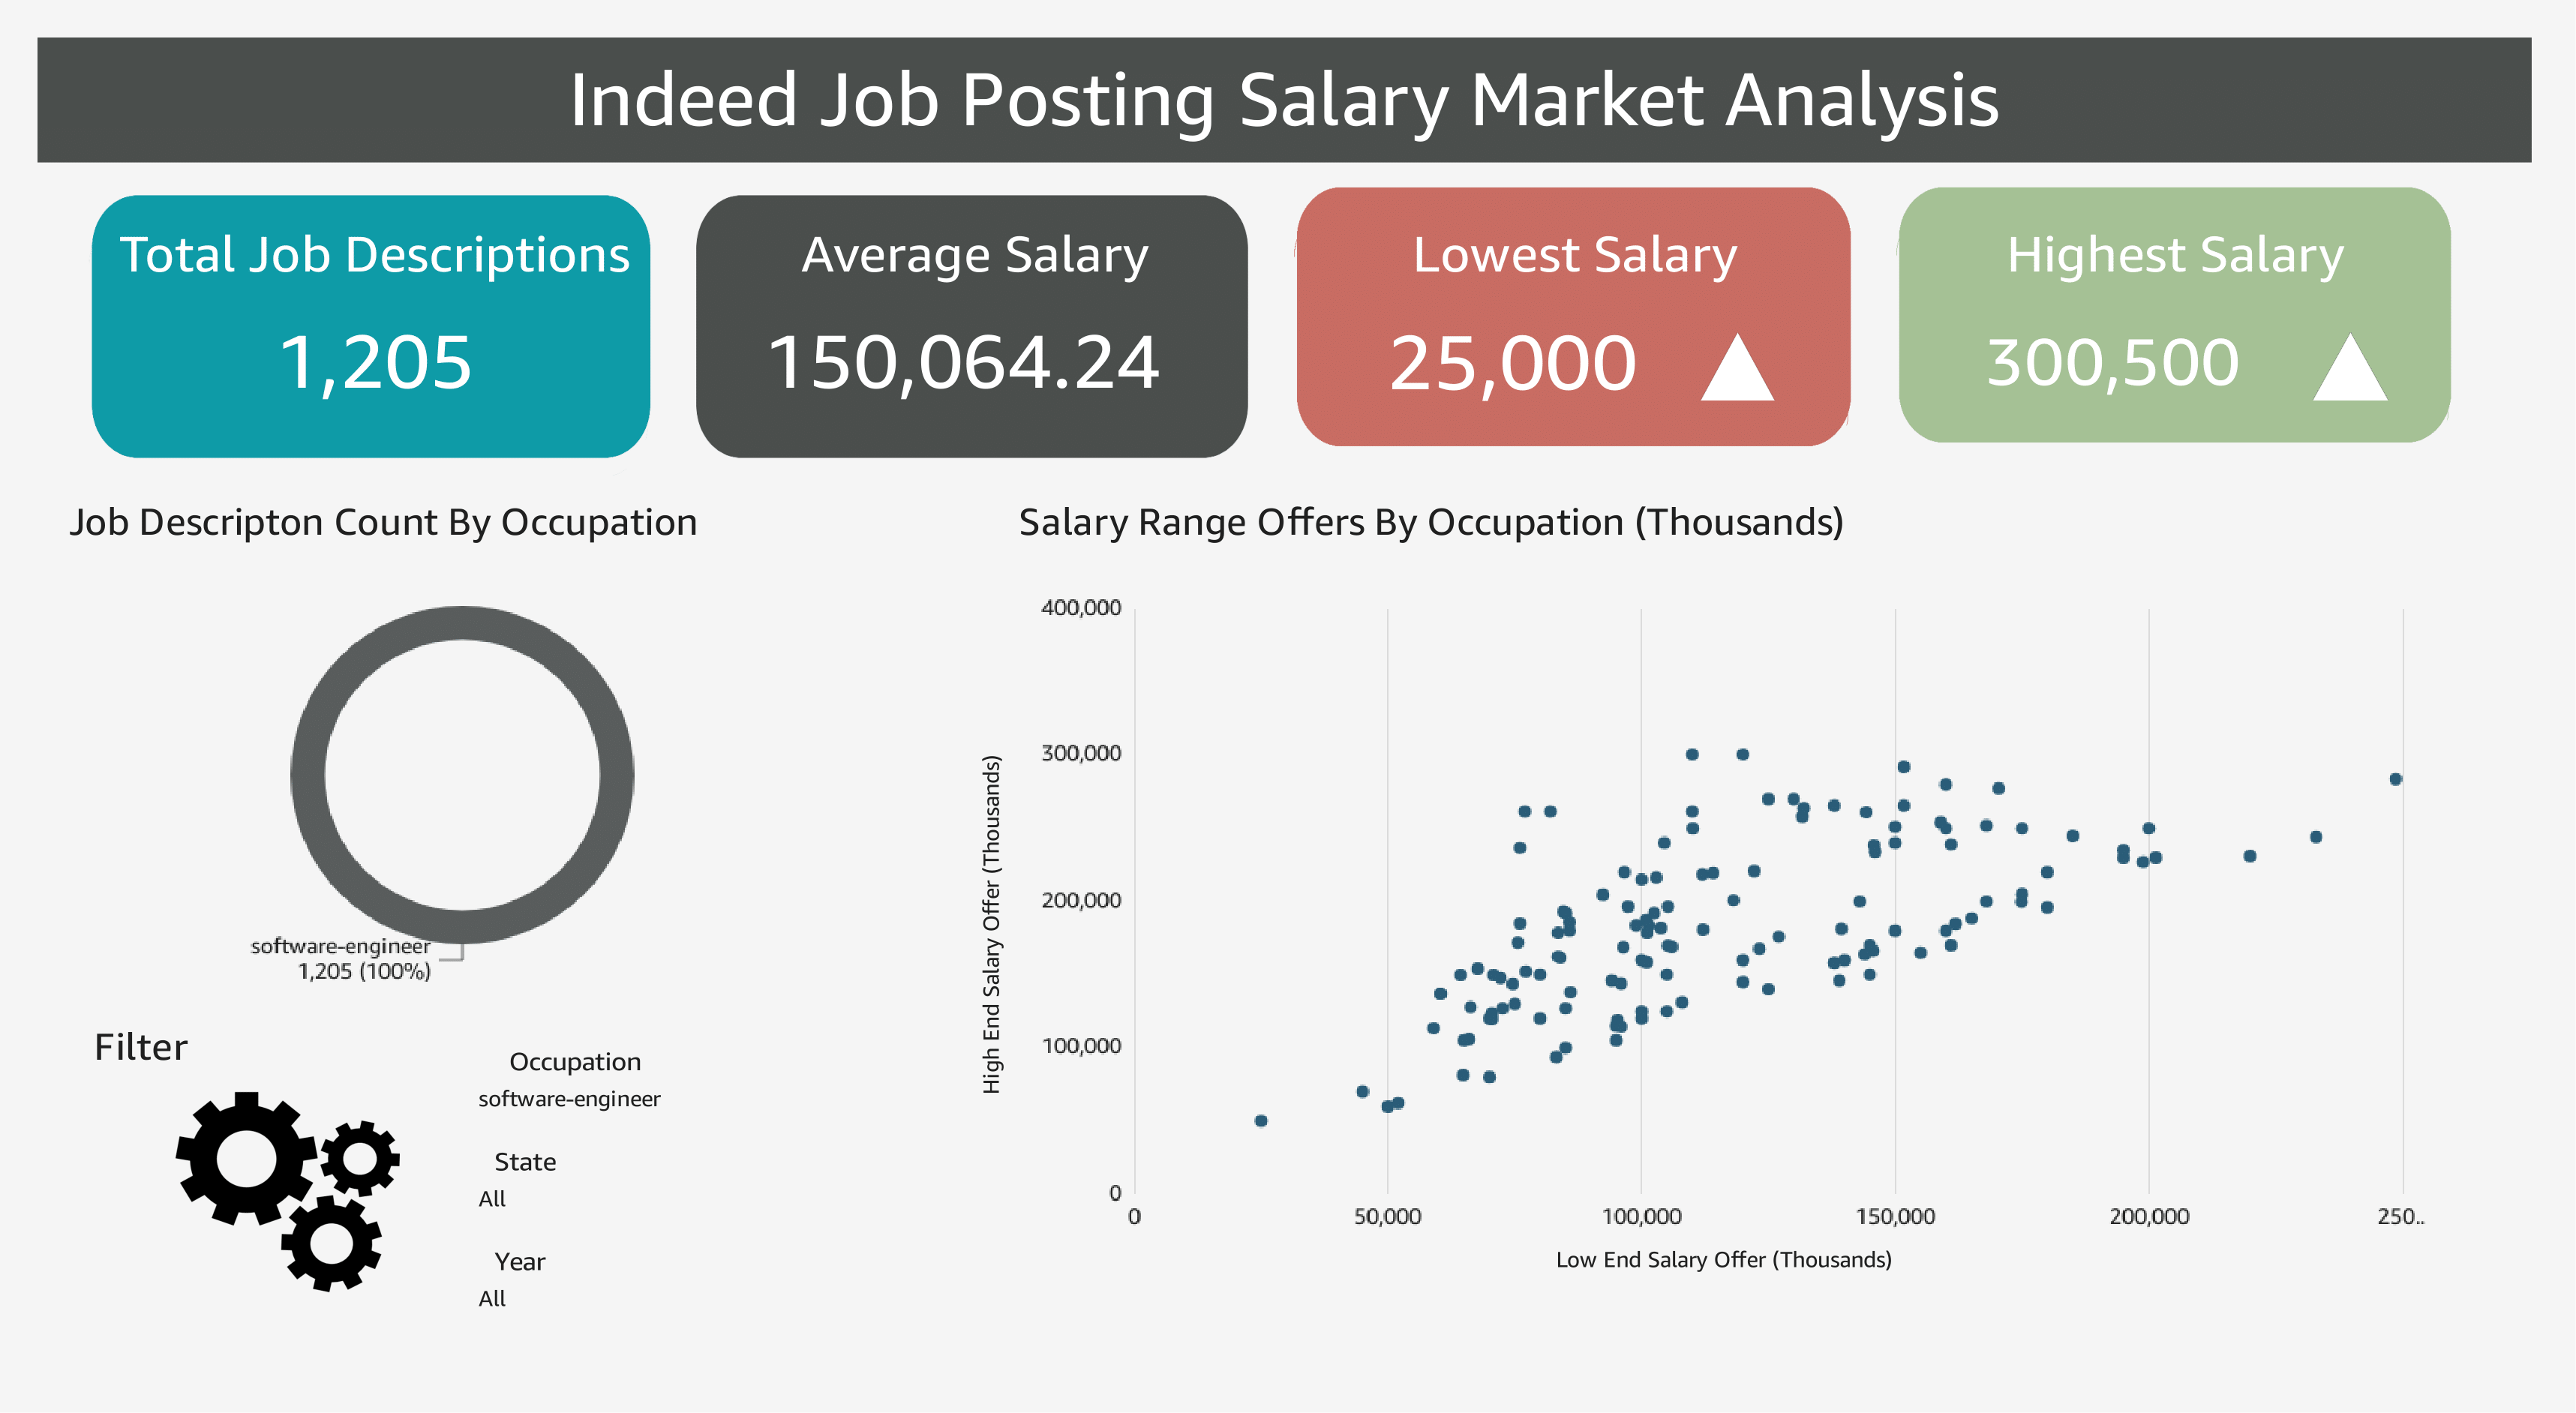 Indeed Job Posting Salary Market Analysis
Total Job Descriptions
1,205
Average Salary
150,064.24
Lowest Salary
25,000
Highest Salary
300,500
Job Descripton Count By Occupation
software-engineer
1,205 (100%)
Filter
Occupation
software-engineer
State
All
Year
All
Salary Range Offers By Occupation (Thousands)
High End Salary Offer (Thousands)
400,000
300,000
200,000
100,000
0
0
50,000
100,000
150,000
200,000
250..
Low End Salary Offer (Thousands)